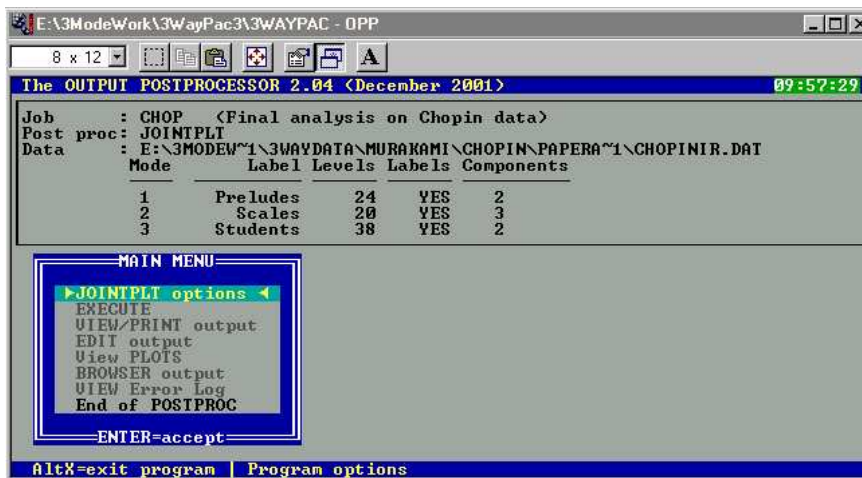 E:\3ModeWork\3WayPac3\3WAYPAC - OPP
8 x 12
A
The OUTPUT POSTPROCESSOR 2.04 (December 2001) 09:57:29
Job : CHOP (Final analysis on Chopin data)
Post proc: JOINTPLT
Data : E:\3MODEW~1\3WAYDATA\MURAKAMI\CHOPIN\PAPERA~1\CHOPINIR.DAT
Mode Label Levels Labels Components
1 Preludes 24 YES 2
2 Scales 20 YES 3
3 Students 38 YES 2
MAIN MENU
JOINTPLT options
EXECUTE
VIEW/PRINT output
EDIT output
View PLOTS
BROWSER output
VIEW Error Log
End of POSTPROC
ENTER=accept
AltX=exit program | Program options